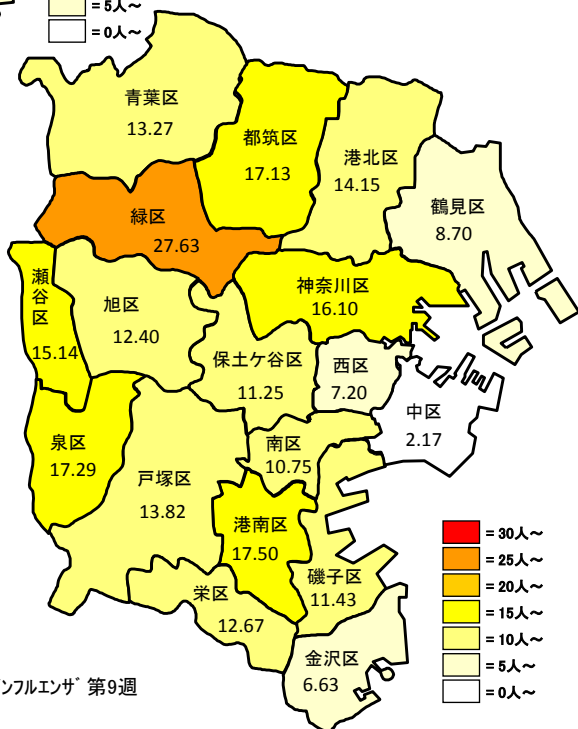 = 5人～
= 0人～
青葉区
13.27
都筑区
17.13
港北区
14.15
鶴見区
8.70
緑区
27.63
瀬谷区
15.14
旭区
12.40
神奈川区
16.10
保土ケ谷区
11.25
西区
7.20
中区
2.17
泉区
17.29
戸塚区
13.82
南区
10.75
港南区
17.50
磯子区
11.43
栄区
12.67
金沢区
6.63
= 30人～
= 25人～
= 20人～
= 15人～
= 10人～
= 5人～
= 0人～
ﾝﾌﾙｴﾝｻﾞ 第9週